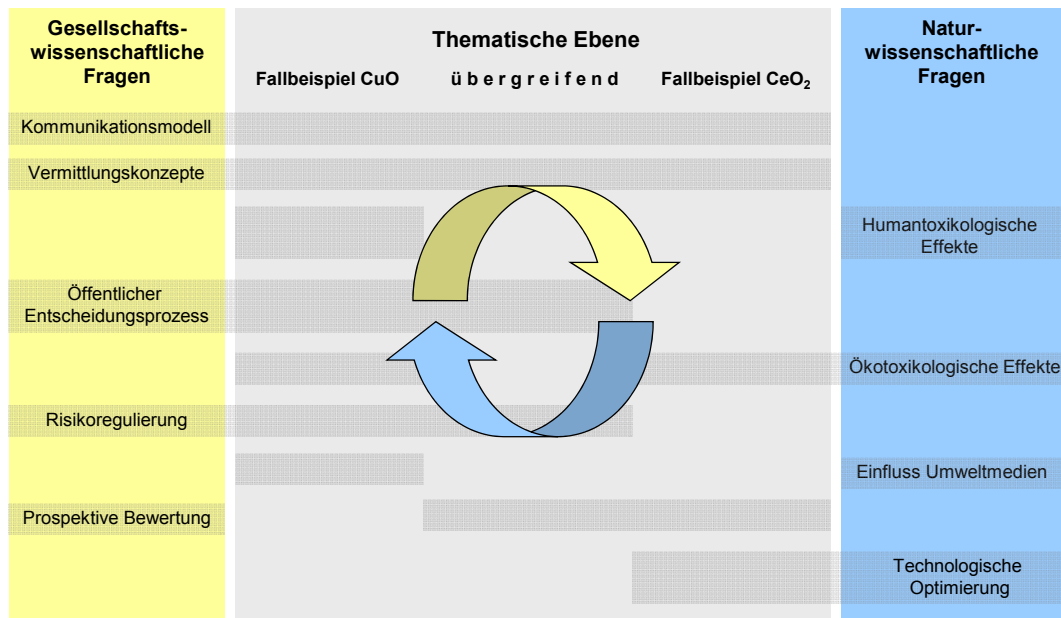 Gesellschafts-
wissenschaftliche
Fragen
Thematische Ebene
Fallbeispiel CuO
ü b e r g r e i f e n d
Fallbeispiel CeO₂
Natur-
wissenschaftliche
Fragen
Kommunikationsmodell
Vermittlungskonzepte
Humantoxikologische
Effekte
Öffentlicher
Entscheidungsprozess
Ökotoxikologische Effekte
Risikoregulierung
Einfluss Umweltmedien
Prospektive Bewertung
Technologische
Optimierung